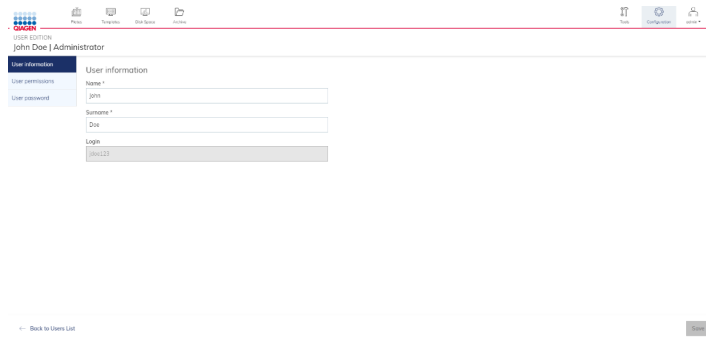 QIAGEN
Plates
Templates
Disk Space
Archive
Tools
Configuration
admin
USER EDITION
John Doe | Administrator
User information
User permissions
User password
User information
Name *
John
Surname *
Doe
Login
← Back to Users List
Save